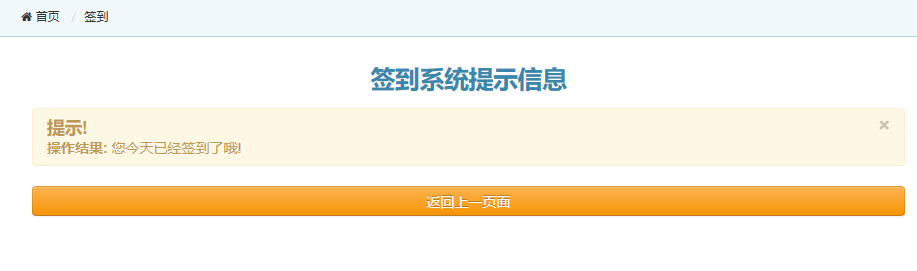 首页 / 签到
签到系统提示信息
提示!
×
操作结果: 您今天已经签到了哦!
返回上一页面